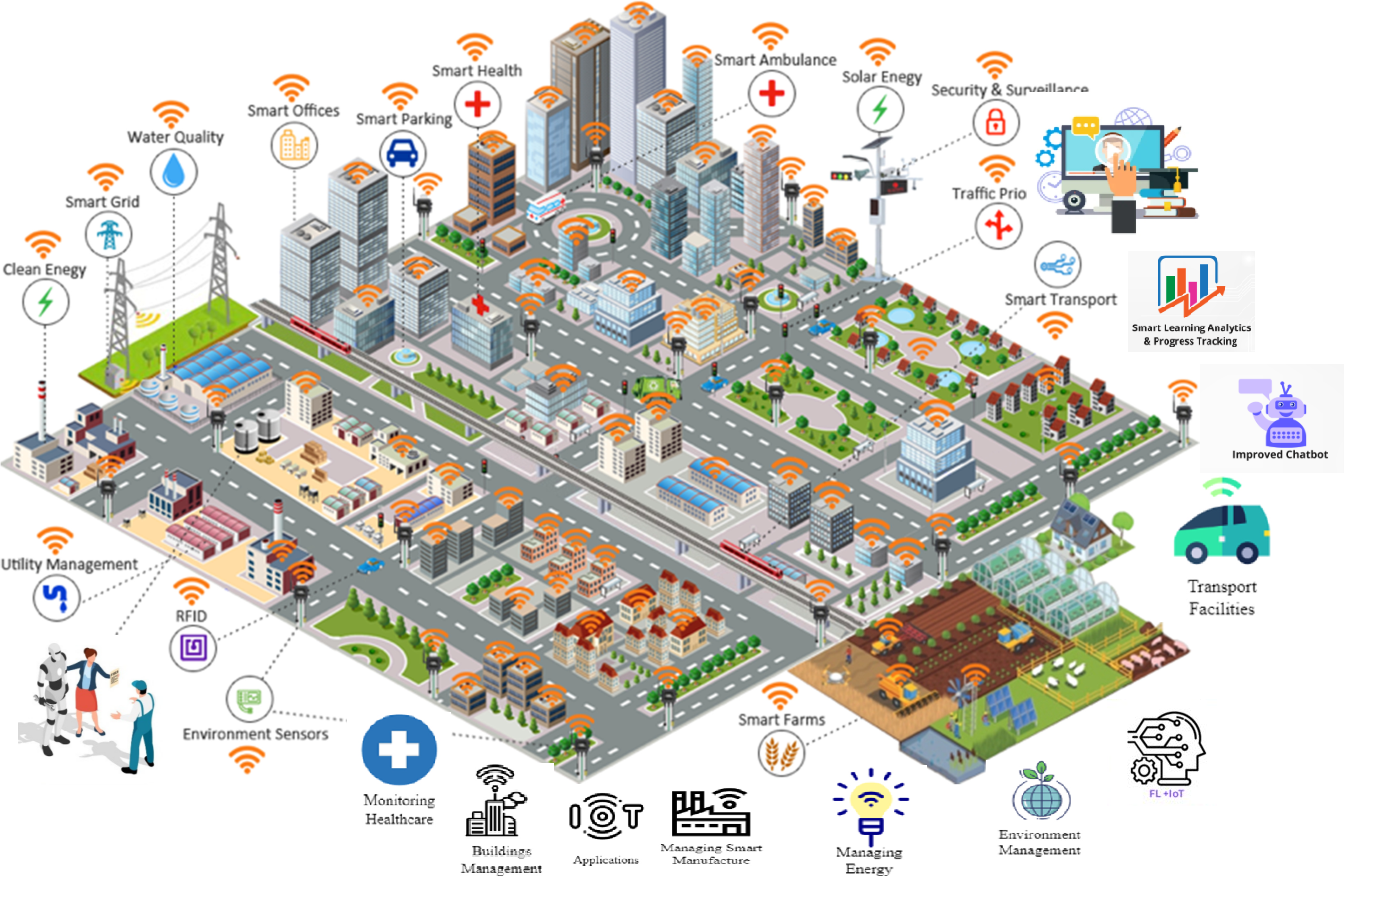 Smart Health
Smart Ambulance
Solar Enegy
Security & Surveillance
Smart Offices
Smart Parking
Water Quality
Smart Grid
Traffic Prio
Clean Enegy
Smart Transport
Smart Learning Analytics
& Progress Tracking
Improved Chatbot
Utility Management
RFID
Transport
Facilities
Environment Sensors
Smart Farms
Monitoring
Healthcare
Buildings
Management
IOT
Applications
Managing Smart
Manufacture
Managing
Energy
Environment
Management
FL +IoT